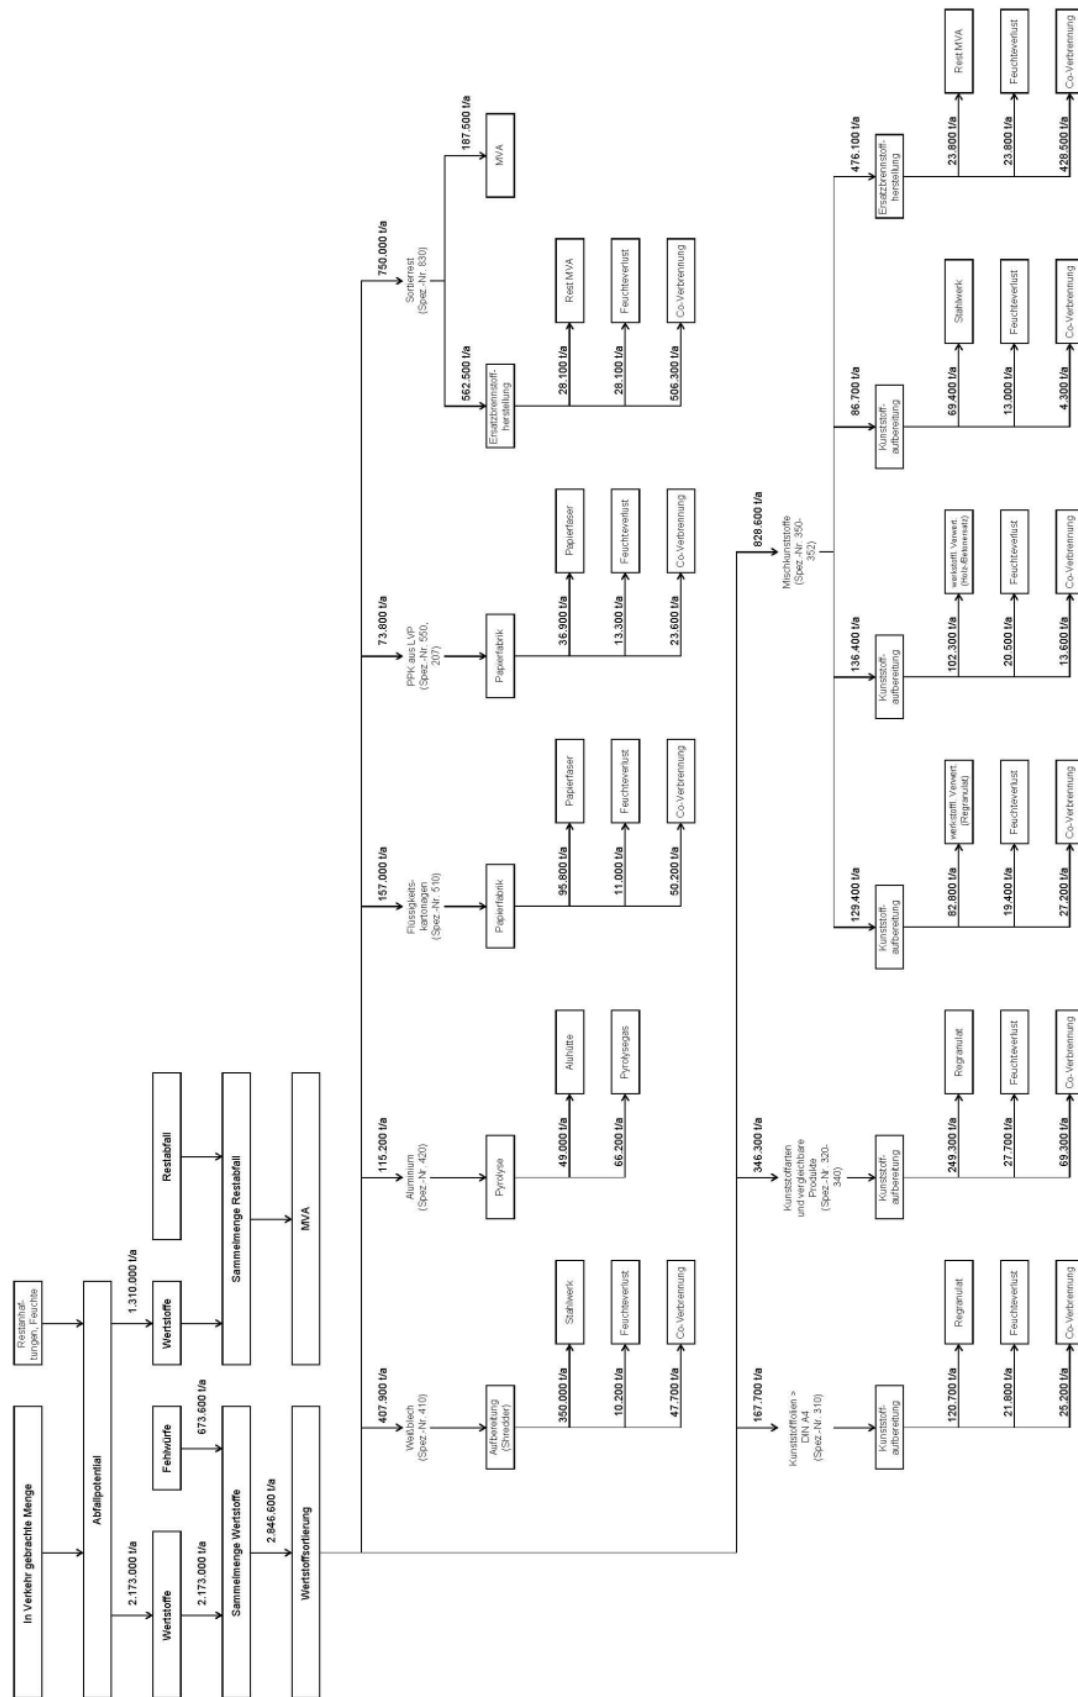 In Verkehr gebrachte Menge
Restanhaf-
tungen, Feuchte
Abfallpotential
2.173.000 t/a
1.310.000 t/a
Wertstoffe
Fehlwürfe
Wertstoffe
Restabfall
2.173.000 t/a
673.600 t/a
Sammelmenge Wertstoffe
Sammelmenge Restabfall
2.846.600 t/a
Wertstoffsortierung
MVA
407.900 t/a
Weißblech
(Spez.-Nr. 410)
Aufbereitung
(Shredder)
350.000 t/a
Stahlwerk
10.200 t/a
Feuchteverlust
47.700 t/a
Co-Verbrennung
115.200 t/a
Aluminium
(Spez.-Nr. 420)
Pyrolyse
49.000 t/a
Aluhütte
66.200 t/a
Pyrolysegas
157.000 t/a
Flüssigkeits-
kartonagen
(Spez.-Nr. 510)
Papierfabrik
95.800 t/a
Papierfaser
11.000 t/a
Feuchteverlust
50.200 t/a
Co-Verbrennung
73.800 t/a
PPK aus LVP
(Spez.-Nr. 550,
207)
Papierfabrik
36.900 t/a
Papierfaser
13.300 t/a
Feuchteverlust
23.600 t/a
Co-Verbrennung
750.000 t/a
Sortierrest
(Spez.-Nr. 830)
562.500 t/a
187.500 t/a
Ersatzbrennstoff-
herstellung
MVA
28.100 t/a
Rest MVA
28.100 t/a
Feuchteverlust
506.300 t/a
Co-Verbrennung
167.700 t/a
Kunststofffolien >
DIN A4
(Spez.-Nr. 310)
Kunststoff-
aufbereitung
120.700 t/a
Regranulat
21.800 t/a
Feuchteverlust
25.200 t/a
Co-Verbrennung
346.300 t/a
Kunststoffarten
und vergleichbare
Produkte
(Spez.-Nr. 320-
340)
Kunststoff-
aufbereitung
249.300 t/a
Regranulat
27.700 t/a
Feuchteverlust
69.300 t/a
Co-Verbrennung
828.600 t/a
Mischkunststoffe
(Spez.-Nr. 350-
352)
129.400 t/a
Kunststoff-
aufbereitung
82.800 t/a
werkstoffl. Verwert.
(Regranulat)
19.400 t/a
Feuchteverlust
27.200 t/a
Co-Verbrennung
136.400 t/a
Kunststoff-
aufbereitung
102.300 t/a
werkstoffl. Verwert.
(Holz-/Betonersatz)
20.500 t/a
Feuchteverlust
13.600 t/a
Co-Verbrennung
86.700 t/a
Kunststoff-
aufbereitung
69.400 t/a
Stahlwerk
13.000 t/a
Feuchteverlust
4.300 t/a
Co-Verbrennung
476.100 t/a
Ersatzbrennstoff-
herstellung
23.800 t/a
Rest MVA
23.800 t/a
Feuchteverlust
428.500 t/a
Co-Verbrennung